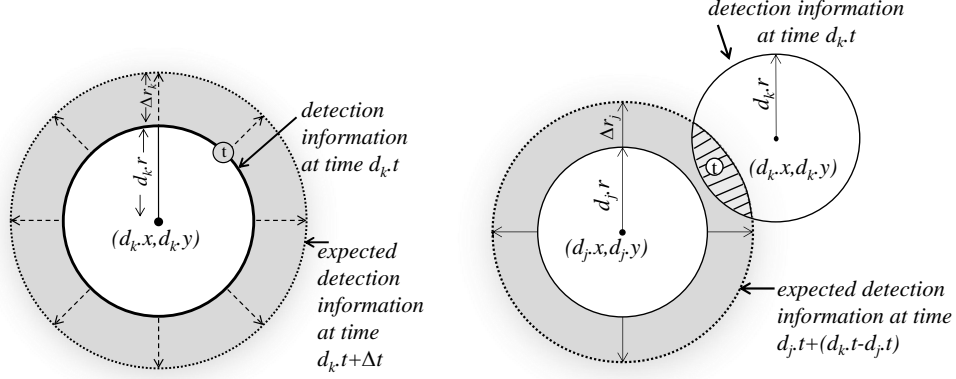 Δr_k
d_k.r
t
(d_k.x,d_k.y)
detection
information
at time d_k.t
expected
detection
information
at time
d_k.t+Δt
detection information
at time d_k.t
Δr_j
d_j.r
(d_j.x,d_j.y)
d_k.r
(d_k.x,d_k.y)
t
expected detection
information at time
d_j.t+(d_k.t-d_j.t)